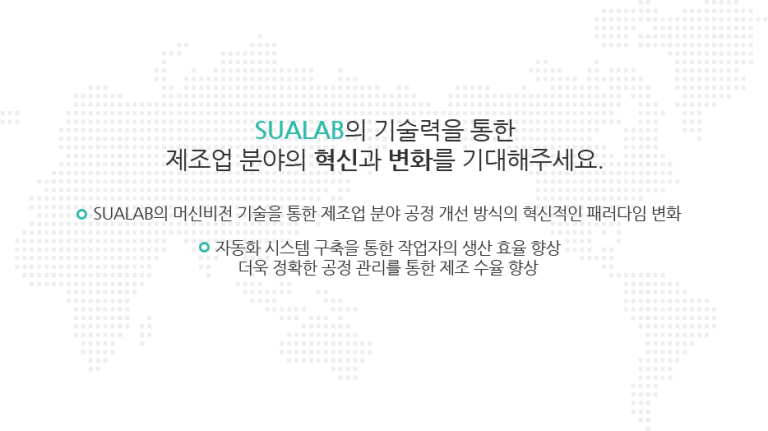 SUALAB의 기술력을 통한
제조업 분야의 혁신과 변화를 기대해주세요.
SUALAB의 머신비전 기술을 통한 제조업 분야 공정 개선 방식의 혁신적인 패러다임 변화
자동화 시스템 구축을 통한 작업자의 생산 효율 향상
더욱 정확한 공정 관리를 통한 제조 수율 향상